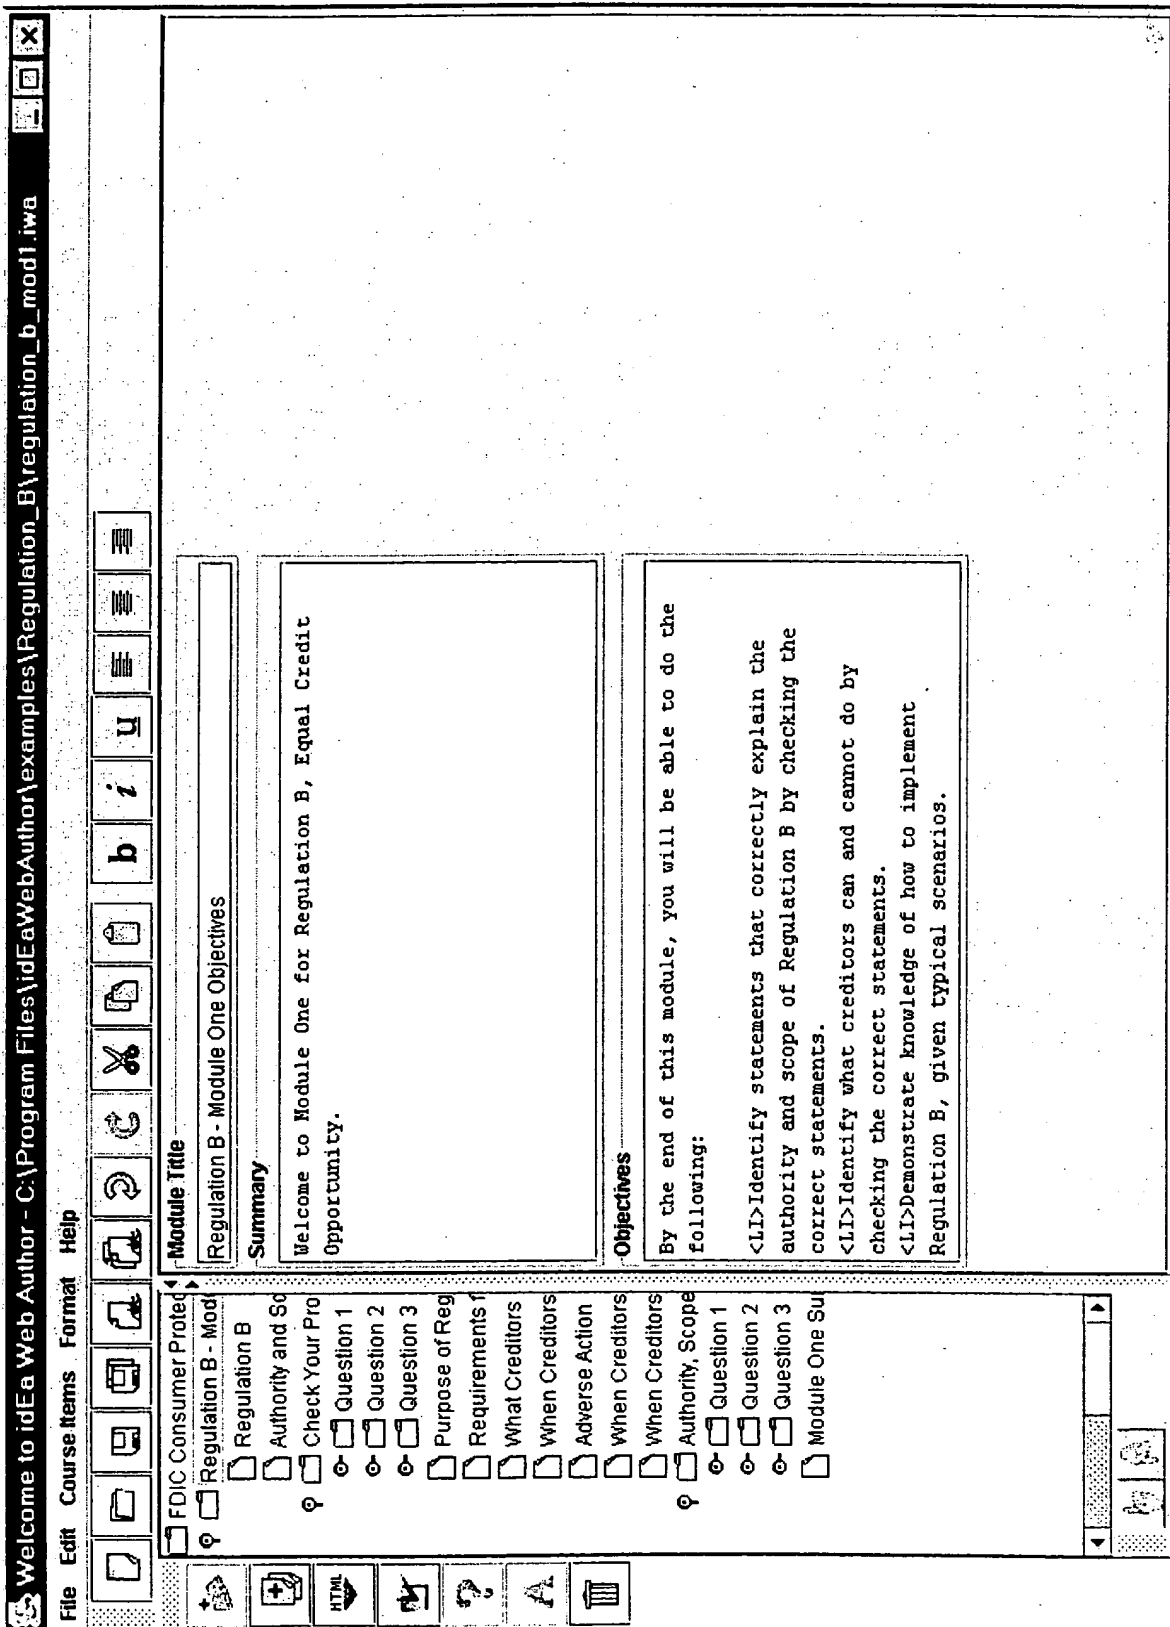 Welcome to idEa Web Author - C:\Program Files\idEaWebAuthor\examples\Regulation_B\regulation_b_mod1.iwa
File Edit Course Items Format Help
b i u
HTML
A
FDIC Consumer Protec
Regulation B - Modu
Regulation B
Authority and Sc
Check Your Pro
Question 1
Question 2
Question 3
Purpose of Reg
Requirements f
What Creditors
When Creditors
Adverse Action
When Creditors
When Creditors
Authority, Scope
Question 1
Question 2
Question 3
Module One Su
Module Title
Regulation B - Module One Objectives
Summary
Welcome to Module One for Regulation B, Equal Credit
Opportunity.
Objectives
By the end of this module, you will be able to do the
following:
<LI>Identify statements that correctly explain the
authority and scope of Regulation B by checking the
correct statements.
<LI>Identify what creditors can and cannot do by
checking the correct statements.
<LI>Demonstrate knowledge of how to implement
Regulation B, given typical scenarios.